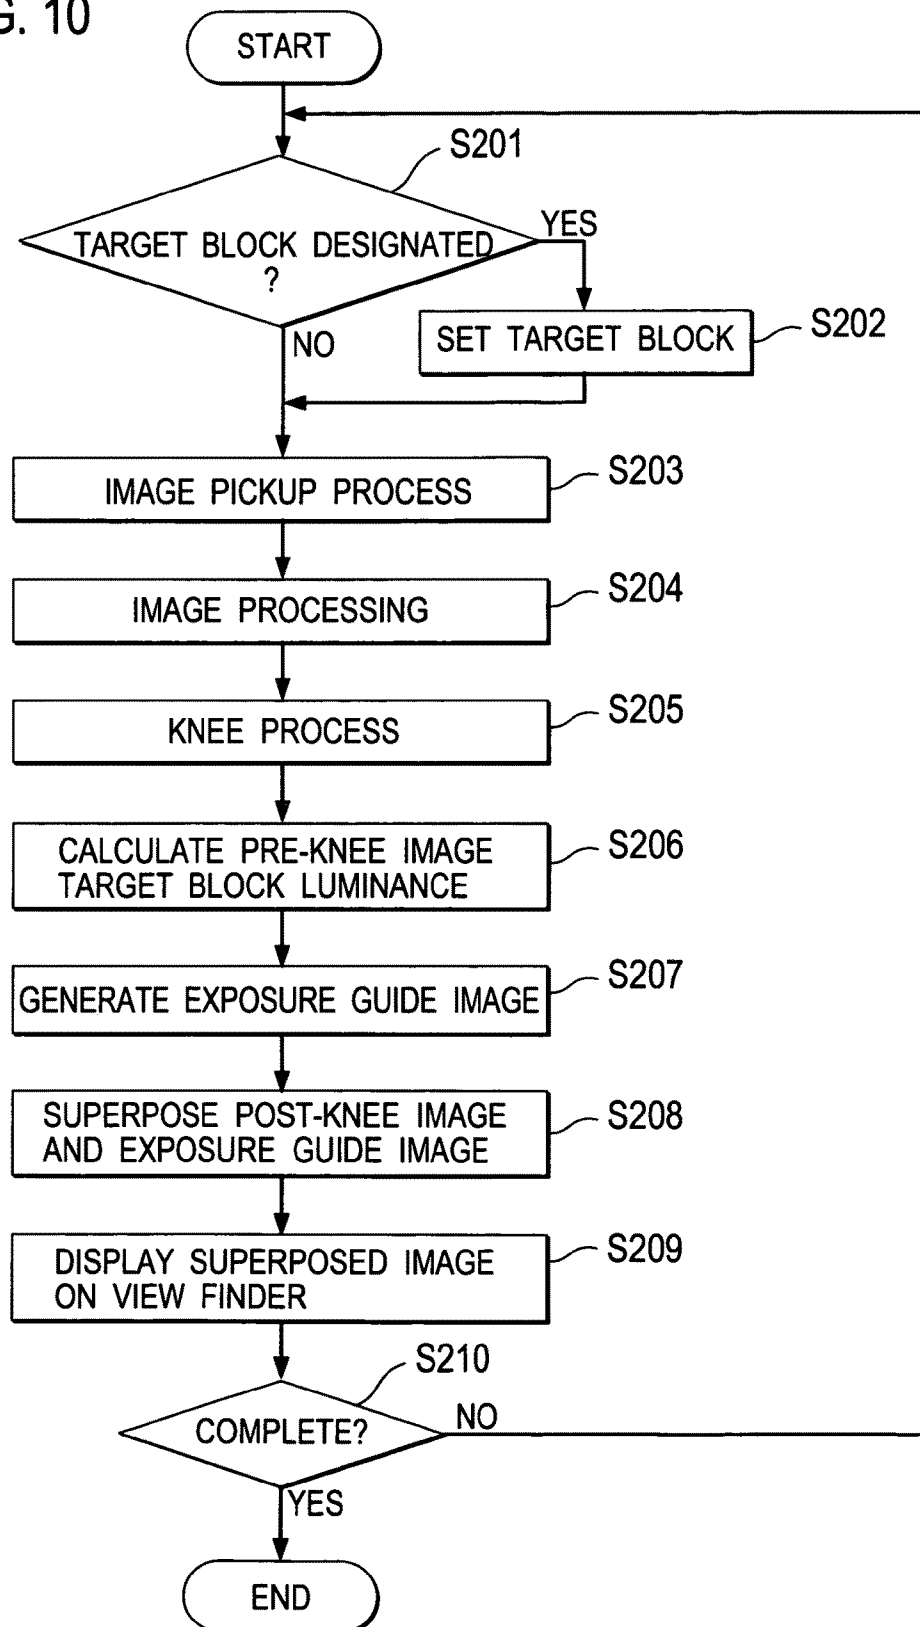 G. 10
START
S201
TARGET BLOCK DESIGNATED
?
YES
NO
SET TARGET BLOCK
S202
IMAGE PICKUP PROCESS
S203
IMAGE PROCESSING
S204
KNEE PROCESS
S205
CALCULATE PRE-KNEE IMAGE
TARGET BLOCK LUMINANCE
S206
GENERATE EXPOSURE GUIDE IMAGE
S207
SUPERPOSE POST-KNEE IMAGE
AND EXPOSURE GUIDE IMAGE
S208
DISPLAY SUPERPOSED IMAGE
ON VIEW FINDER
S209
S210
COMPLETE?
NO
YES
END